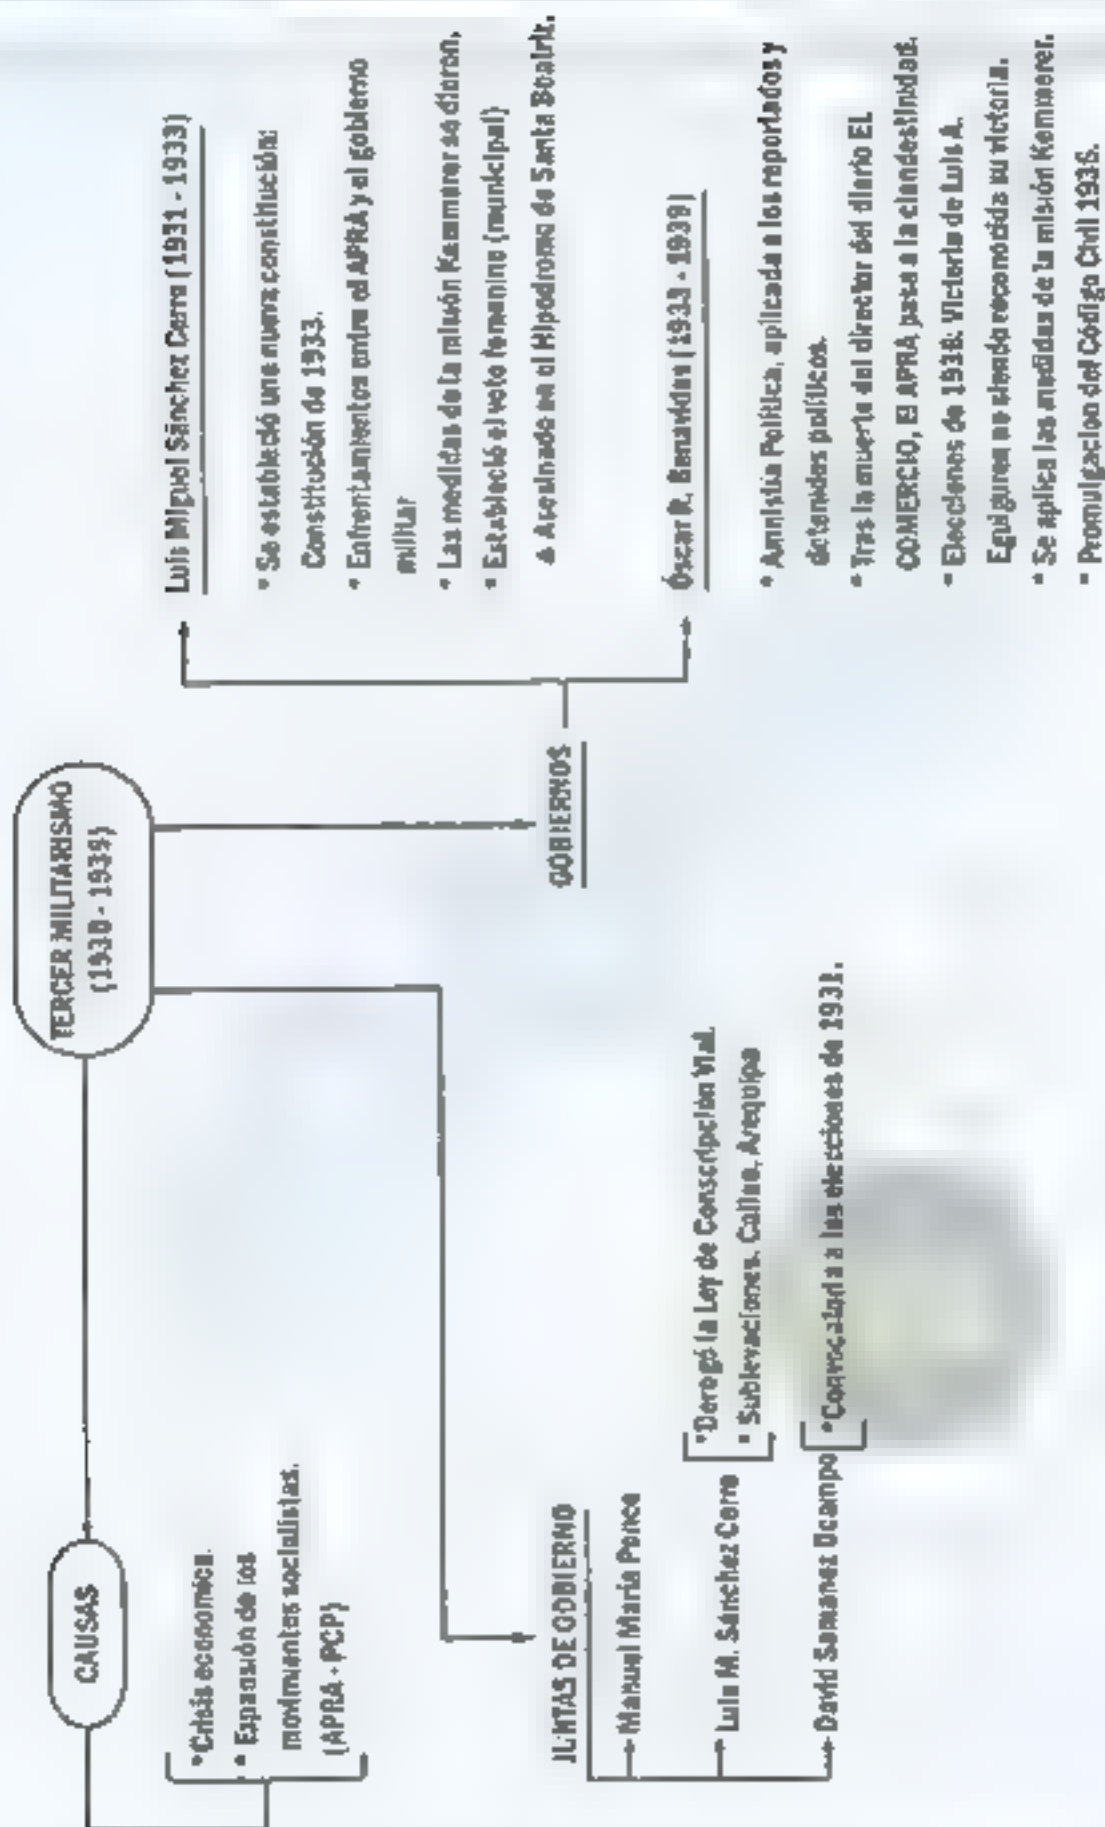 TERCER MILITARISMO
(1930 - 1939)
CAUSAS
*Crisis económica.
* Expansión de los
movimientos socialistas.
(APRA - PCP)
JUNTAS DE GOBIERNO
Manuel María Ponce
Luis M. Sánchez Cerro
*Derogó la Ley de Conscripción Vial.
* Sublevaciones. Callao, Arequipa
David Samanez Ocampo
*Convocatoria a las elecciones de 1931.
GOBIERNOS
Luis Miguel Sánchez Cerro (1931 - 1933)
* Se estableció una nueva constitución:
Constitución de 1933.
* Enfrentamientos entre el APRA y el gobierno
militar
* Las medidas de la misión Kemmerer se dieron.
* Estableció el voto femenino (municipal)
Asesinado en el Hipódromo de Santa Beatriz.
Óscar R. Benavides (1933 - 1939)
* Amnistía Política, aplicada a los reportados y
detenidos políticos.
* Tras la muerte del director del diario EL
COMERCIO, El APRA pasa a la clandestinidad.
* Elecciones de 1936. Victoria de Luis A.
Eguiguren no siendo reconocida su victoria.
* Se aplica las medidas de la misión Kemmerer.
* Promulgacion del Código Civil 1936.